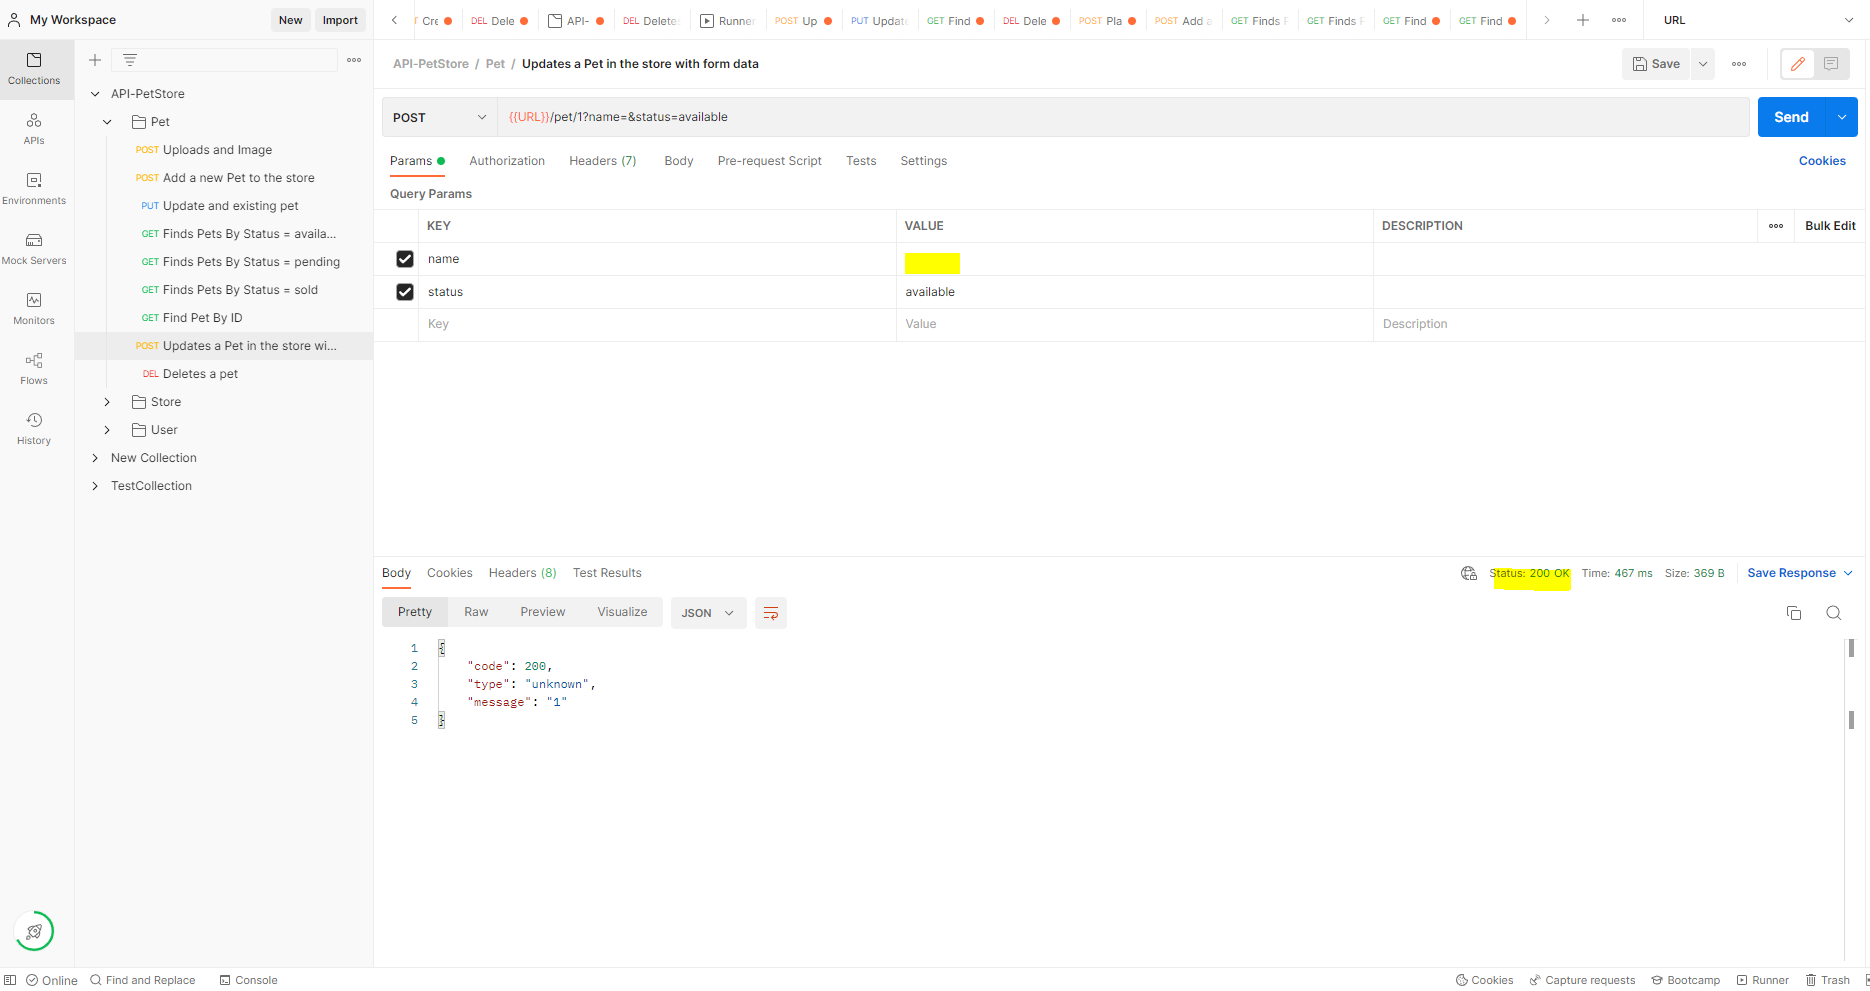 My Workspace New Import
Cre DEL Dele API- DEL Delete Runner POST Up PUT Update GET Find DEL Dele POST Pla POST Add a GET Finds GET Finds GET Find GET Find URL
Collections
APIs
Environments
Mock Servers
Monitors
Flows
History
API-PetStore
Pet
POST Uploads and Image
POST Add a new Pet to the store
PUT Update and existing pet
GET Finds Pets By Status = availa...
GET Finds Pets By Status = pending
GET Finds Pets By Status = sold
GET Find Pet By ID
POST Updates a Pet in the store wi...
DEL Deletes a pet
Store
User
New Collection
TestCollection
API-PetStore / Pet / Updates a Pet in the store with form data Save
POST {{URL}}/pet/1?name=&status=available Send
Params Authorization Headers (7) Body Pre-request Script Tests Settings Cookies
Query Params
KEY VALUE DESCRIPTION Bulk Edit
name
status available
Key Value Description
Body Cookies Headers (8) Test Results Status: 200 OK Time: 467 ms Size: 369 B Save Response
Pretty Raw Preview Visualize JSON
1 {
2 "code": 200,
3 "type": "unknown",
4 "message": "1"
5 }
Online Find and Replace Console Cookies Capture requests Bootcamp Runner Trash